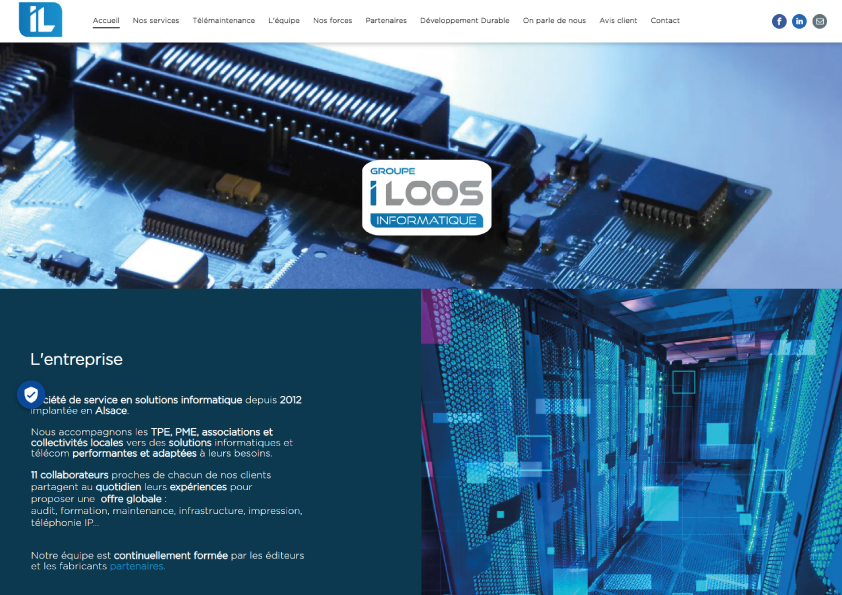 iL
Accueil Nos services Télémaintenance L'équipe Nos forces Partenaires Développement Durable On parle de nous Avis client Contact
GROUPE
i LOOS
INFORMATIQUE
L'entreprise
ciété de service en solutions informatique depuis 2012
implantée en Alsace.
Nous accompagnons les TPE, PME, associations et
collectivités locales vers des solutions informatiques et
télécom performantes et adaptées à leurs besoins.
11 collaborateurs proches de chacun de nos clients
partagent au quotidien leurs expériences pour
proposer une offre globale :
audit, formation, maintenance, infrastructure, impression,
téléphonie IP...
Notre équipe est continuellement formée par les éditeurs
et les fabricants partenaires.